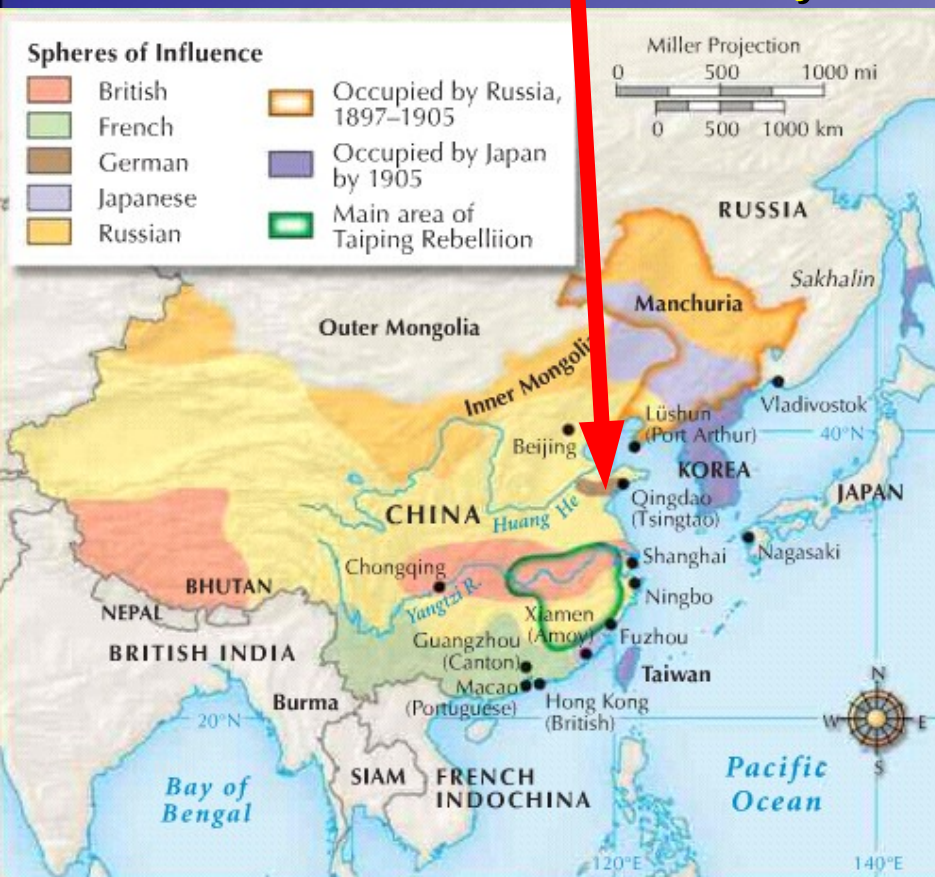 Spheres of Influence
British
French
German
Japanese
Russian
Occupied by Russia,
1897–1905
Occupied by Japan
by 1905
Main area of
Taiping Rebelliion
Miller Projection
0 500 1000 mi
0 500 1000 km
RUSSIA
Sakhalin
Manchuria
Outer Mongolia
Inner Mongolia
Vladivostok
Lüshun
(Port Arthur)
40°N
Beijing
KOREA
JAPAN
Qingdao
(Tsingtao)
CHINA
Huang He
Nagasaki
Shanghai
Chongqing
Yangtzi R.
Ningbo
BHUTAN
NEPAL
Xiamen
(Amoy)
Fuzhou
Guangzhou
(Canton)
BRITISH INDIA
Taiwan
Macao
(Portuguese)
Hong Kong
(British)
Burma
20°N
N
W E
S
SIAM
FRENCH
INDOCHINA
Bay of
Bengal
Pacific
Ocean
120°E
140°E